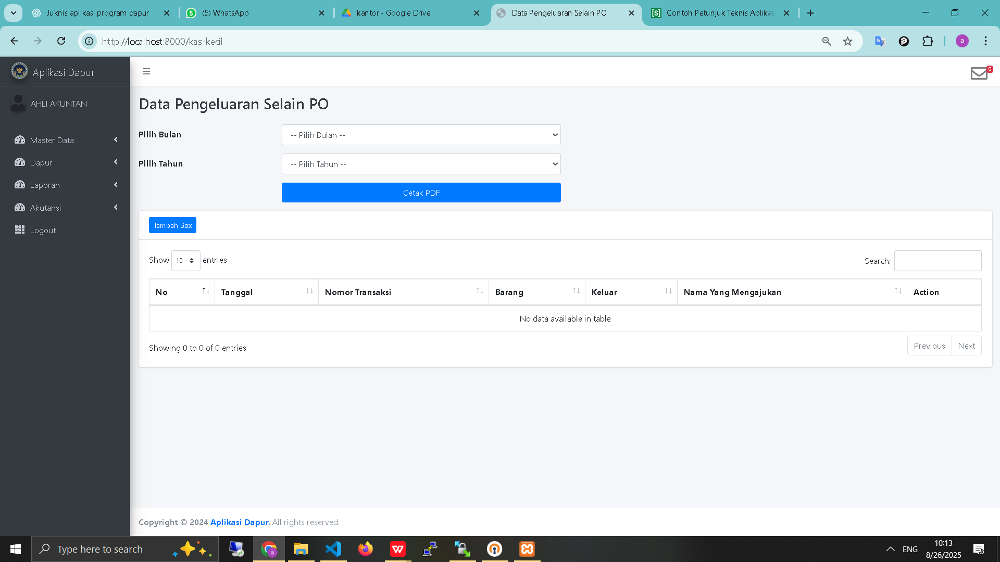 Juknis aplikasi program dapur
(5) WhatsApp
kantor - Google Drive
Data Pengeluaran Selain PO
Contoh Petunjuk Teknis Aplikas
http://localhost:8000/kas-kecil
a
Aplikasi Dapur
0
AHLI AKUNTAN
Master Data
Dapur
Laporan
Akutansi
Logout
Data Pengeluaran Selain PO
Pilih Bulan
-- Pilih Bulan --
Pilih Tahun
-- Pilih Tahun --
Cetak PDF
Tambah Box
Show 10 entries
Search:
No Tanggal Nomor Transaksi Barang Keluar Nama Yang Mengajukan Action
No data available in table
Showing 0 to 0 of 0 entries
Previous Next
Copyright © 2024 Aplikasi Dapur. All rights reserved.
Type here to search
ENG
10:13
8/26/2025